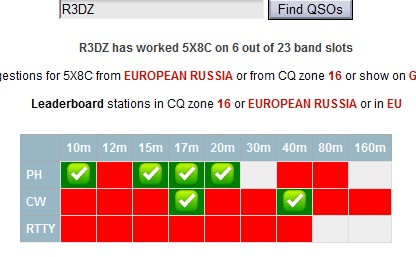 R3DZ Find QSOs
R3DZ has worked 5X8C on 6 out of 23 band slots
gestions for 5X8C from EUROPEAN RUSSIA or from CQ zone 16 or show on G
Leaderboard stations in CQ zone 16 or EUROPEAN RUSSIA or in EU
10m 12m 15m 17m 20m 30m 40m 80m 160m
PH
CW
RTTY